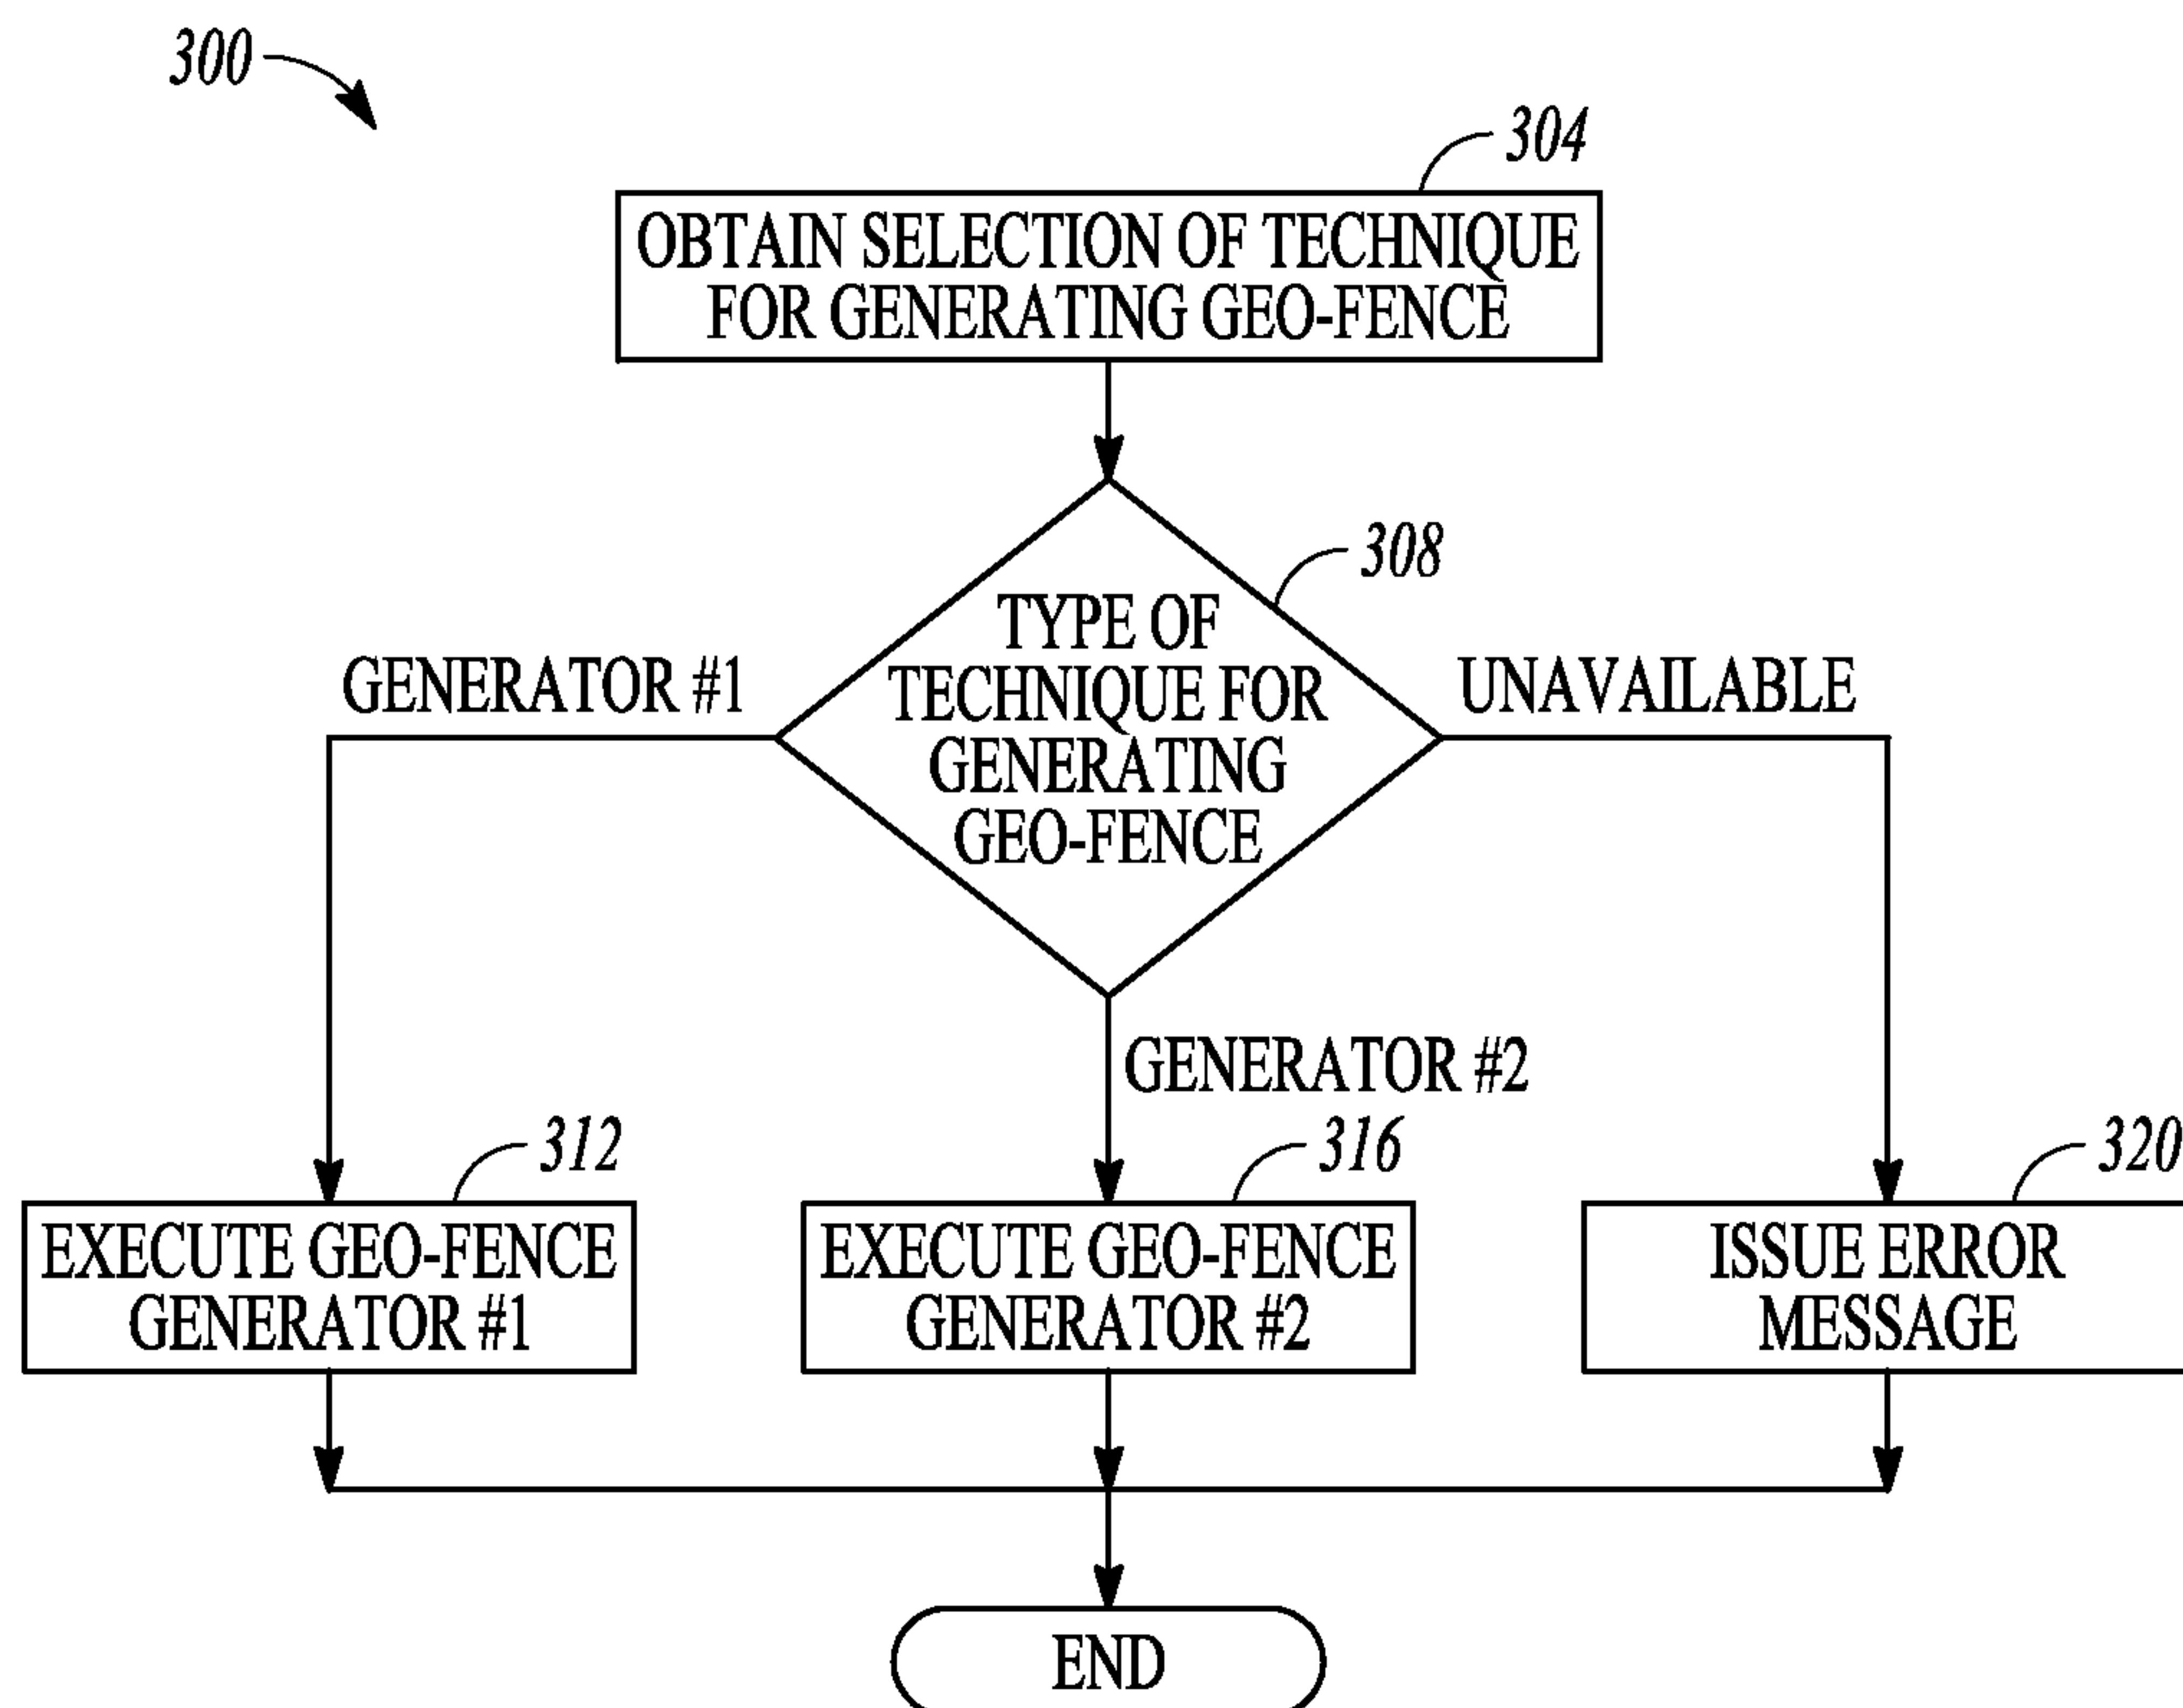 300
304
OBTAIN SELECTION OF TECHNIQUE
FOR GENERATING GEO-FENCE
308
TYPE OF
TECHNIQUE FOR
GENERATING
GEO-FENCE
GENERATOR #1
UNAVAILABLE
GENERATOR #2
312
EXECUTE GEO-FENCE
GENERATOR #1
316
EXECUTE GEO-FENCE
GENERATOR #2
320
ISSUE ERROR
MESSAGE
END